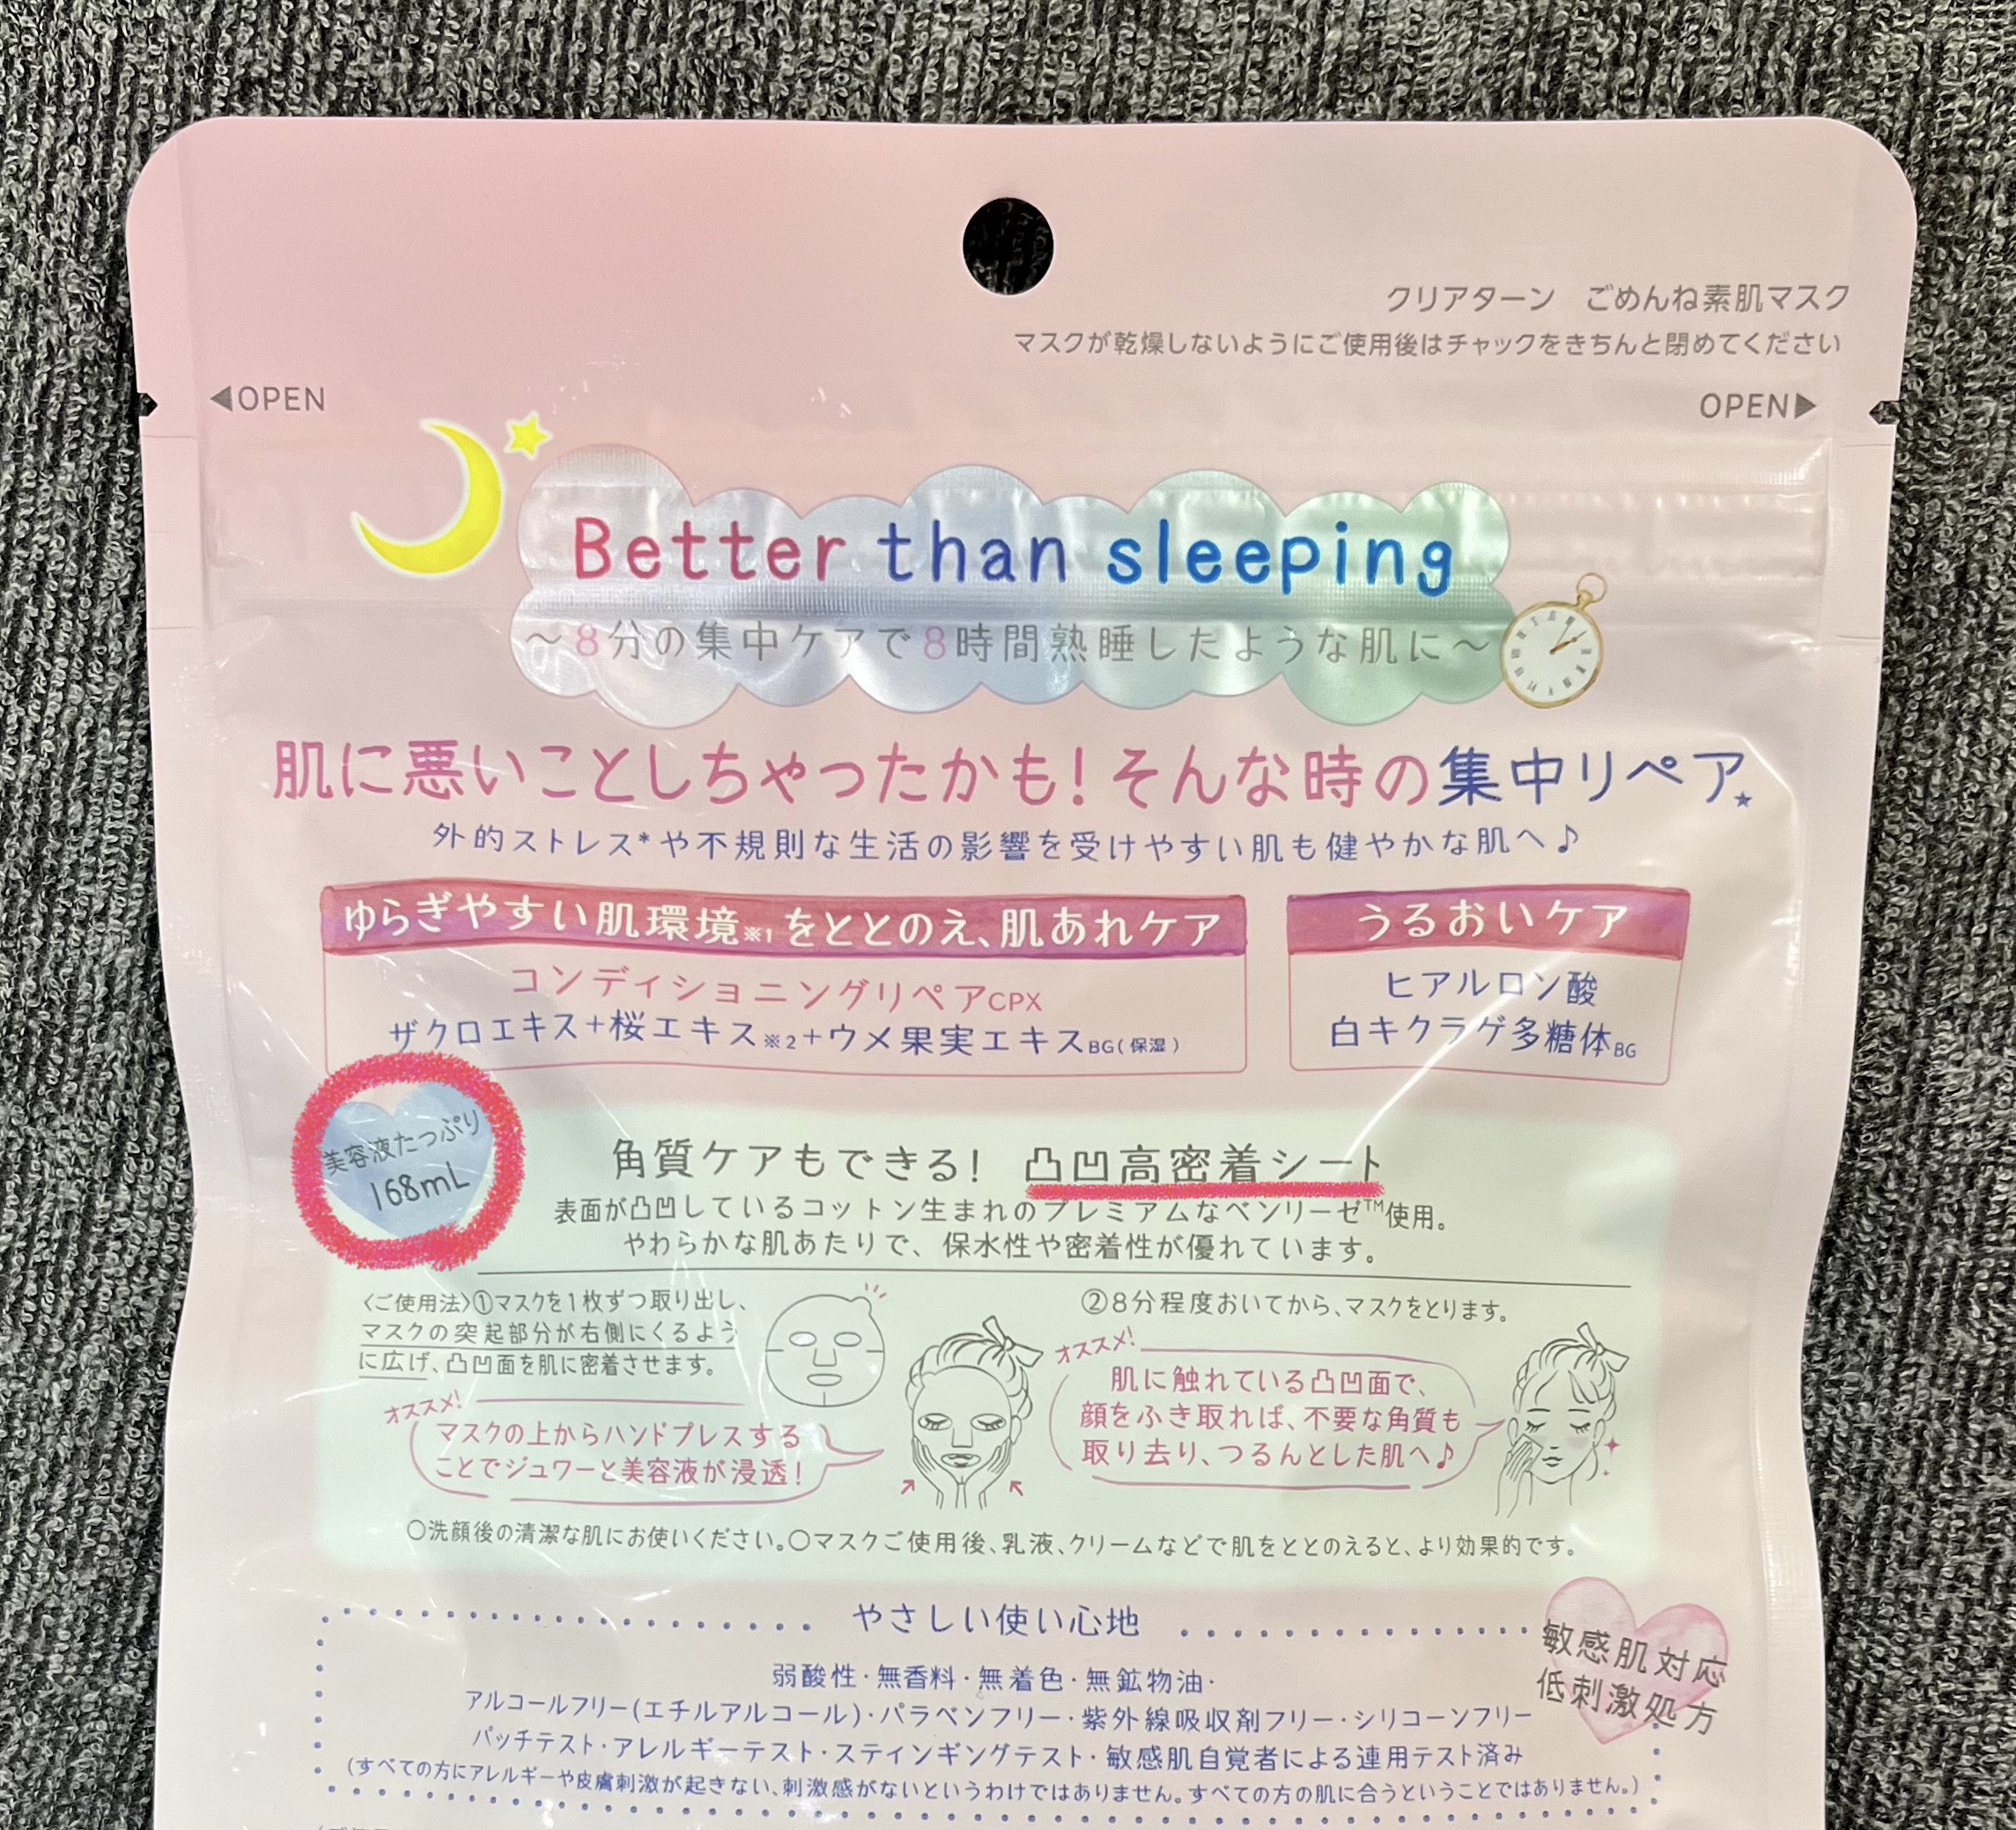 クリアターン ごめんね素肌マスク
マスクが乾燥しないようにご使用後はチャックをきちんと閉めてください
◀OPEN
OPEN▶
Better than sleeping
〜8分の集中ケアで8時間熟睡したような肌に〜
肌に悪いことしちゃったかも!そんな時の集中リペア★
外的ストレス*や不規則な生活の影響を受けやすい肌も健やかな肌へ♪
ゆらぎやすい肌環境※1をととのえ、肌あれケア
コンディショニングリペアCPX
ザクロエキス+桜エキス※2+ウメ果実エキスBG(保湿)
うるおいケア
ヒアルロン酸
白キクラゲ多糖体BG
美容液たっぷり
168mL
角質ケアもできる! 凸凹高密着シート
表面が凸凹しているコットン生まれのプレミアムなベンリーゼ™使用。
やわらかな肌あたりで、保水性や密着性が優れています。
〈ご使用法〉①マスクを1枚ずつ取り出し、
マスクの突起部分が右側にくるよう
に広げ、凸凹面を肌に密着させます。
オススメ!
マスクの上からハンドプレスする
ことでジュワーと美容液が浸透!
②8分程度おいてから、マスクをとります。
オススメ!
肌に触れている凸凹面で、
顔をふき取れば、不要な角質も
取り去り、つるんとした肌へ♪
○洗顔後の清潔な肌にお使いください。○マスクご使用後、乳液、クリームなどで肌をととのえると、より効果的です。
やさしい使い心地
弱酸性・無香料・無着色・無鉱物油・
アルコールフリー(エチルアルコール)・パラベンフリー・紫外線吸収剤フリー・シリコーンフリー
パッチテスト・アレルギーテスト・スティンギングテスト・敏感肌自覚者による連用テスト済み
(すべての方にアレルギーや皮膚刺激が起きない、刺激感がないというわけではありません。すべての方の肌に合うということではありません。)
敏感肌対応
低刺激処方